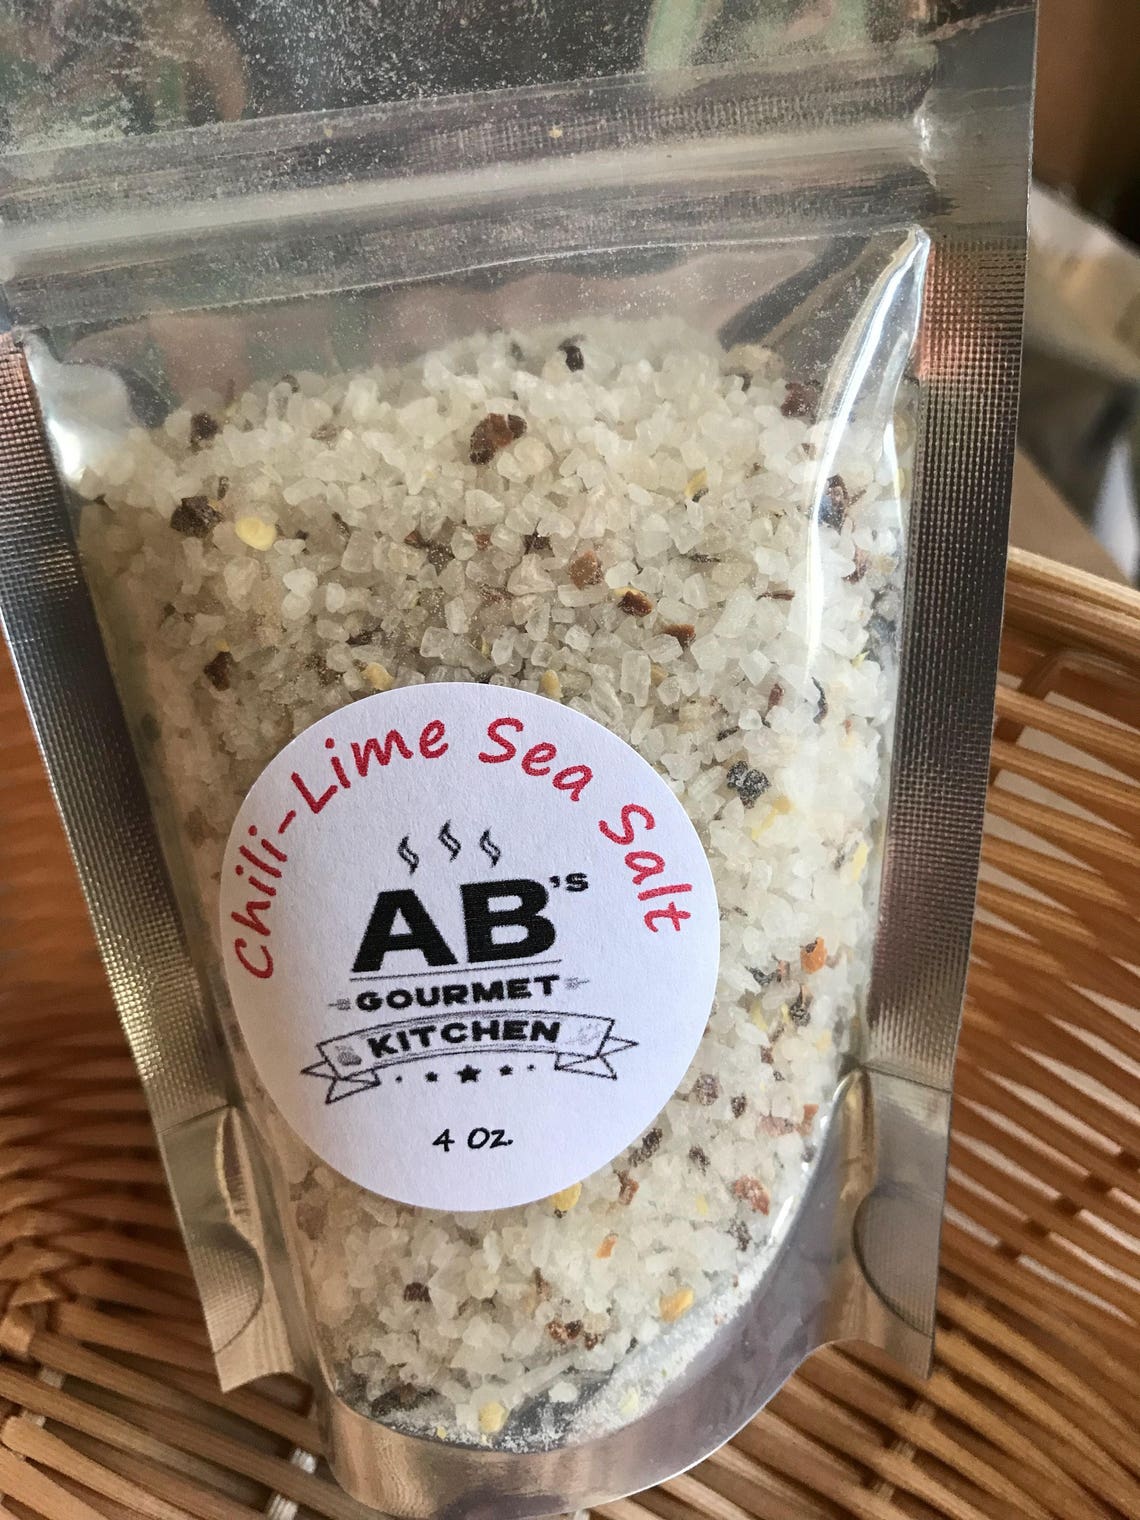 Chili-Lime Sea Salt
AB's
GOURMET
KITCHEN
4 oz.